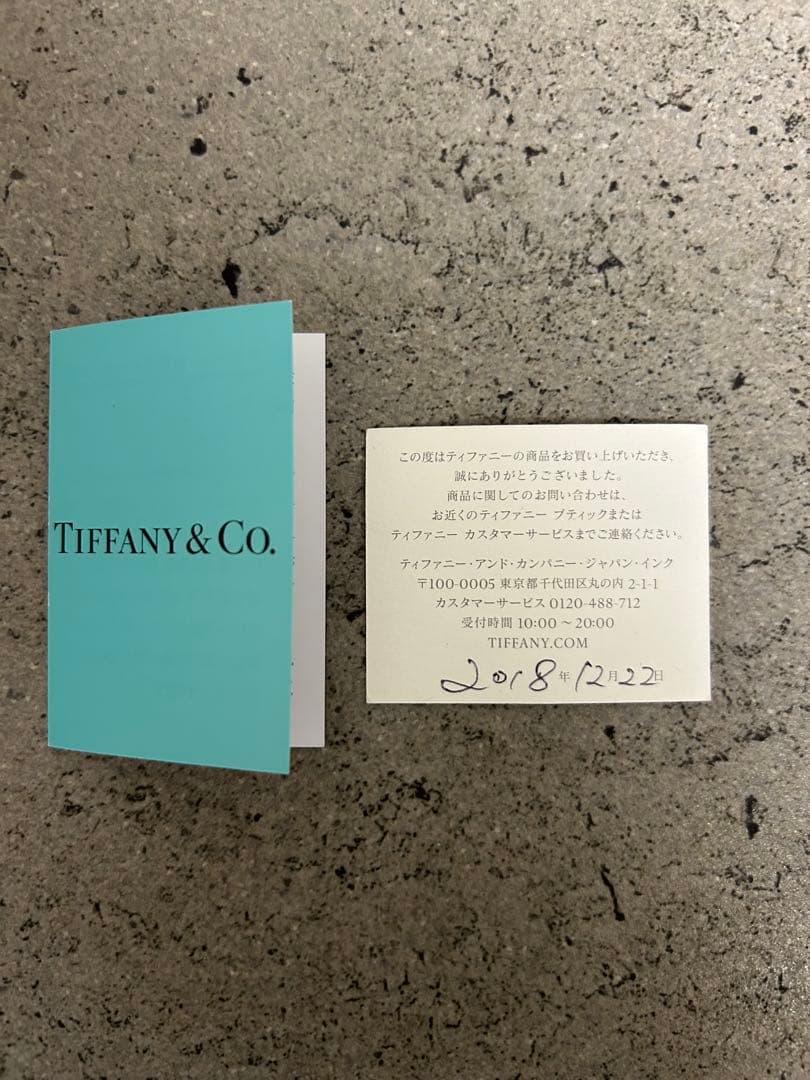 TIFFANY & CO.
この度はティファニーの商品をお買い上げいただき、
誠にありがとうございました。
商品に関してのお問い合わせは、
お近くのティファニー ブティックまたは
ティファニー カスタマーサービスまでご連絡ください。
ティファニー・アンド・カンパニー・ジャパン・インク
〒100-0005 東京都千代田区丸の内 2-1-1
カスタマーサービス 0120-488-712
受付時間 10:00 〜 20:00
TIFFANY.COM
2018年12月22日